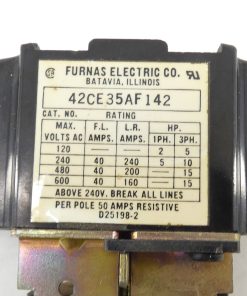 FURNAS ELECTRIC CO.
BATAVIA, ILLINOIS
42CE35AF142
CAT. NO. RATING
MAX. F.L. L.R. HP.
VOLTS AC AMPS. AMPS. 1PH. 3PH.
120 — — 2 5
240 40 240 5 10
480 40 200 — 15
600 40 160 — 15
ABOVE 240V. BREAK ALL LINES
PER POLE 50 AMPS RESISTIVE
D25198-2